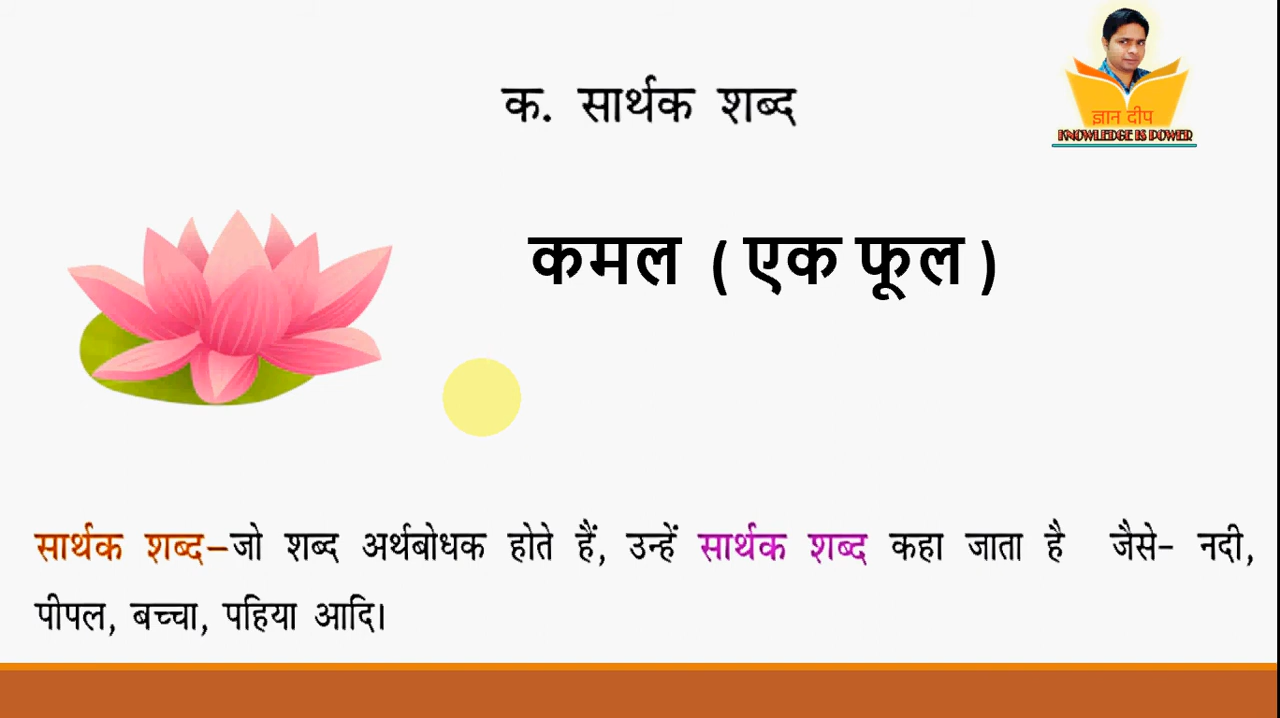 ज्ञान दीप
KNOWLEDGE IS POWER
क. सार्थक शब्द
कमल ( एक फूल )
सार्थक शब्द–जो शब्द अर्थबोधक होते हैं, उन्हें सार्थक शब्द कहा जाता है जैसे– नदी,
पीपल, बच्चा, पहिया आदि।